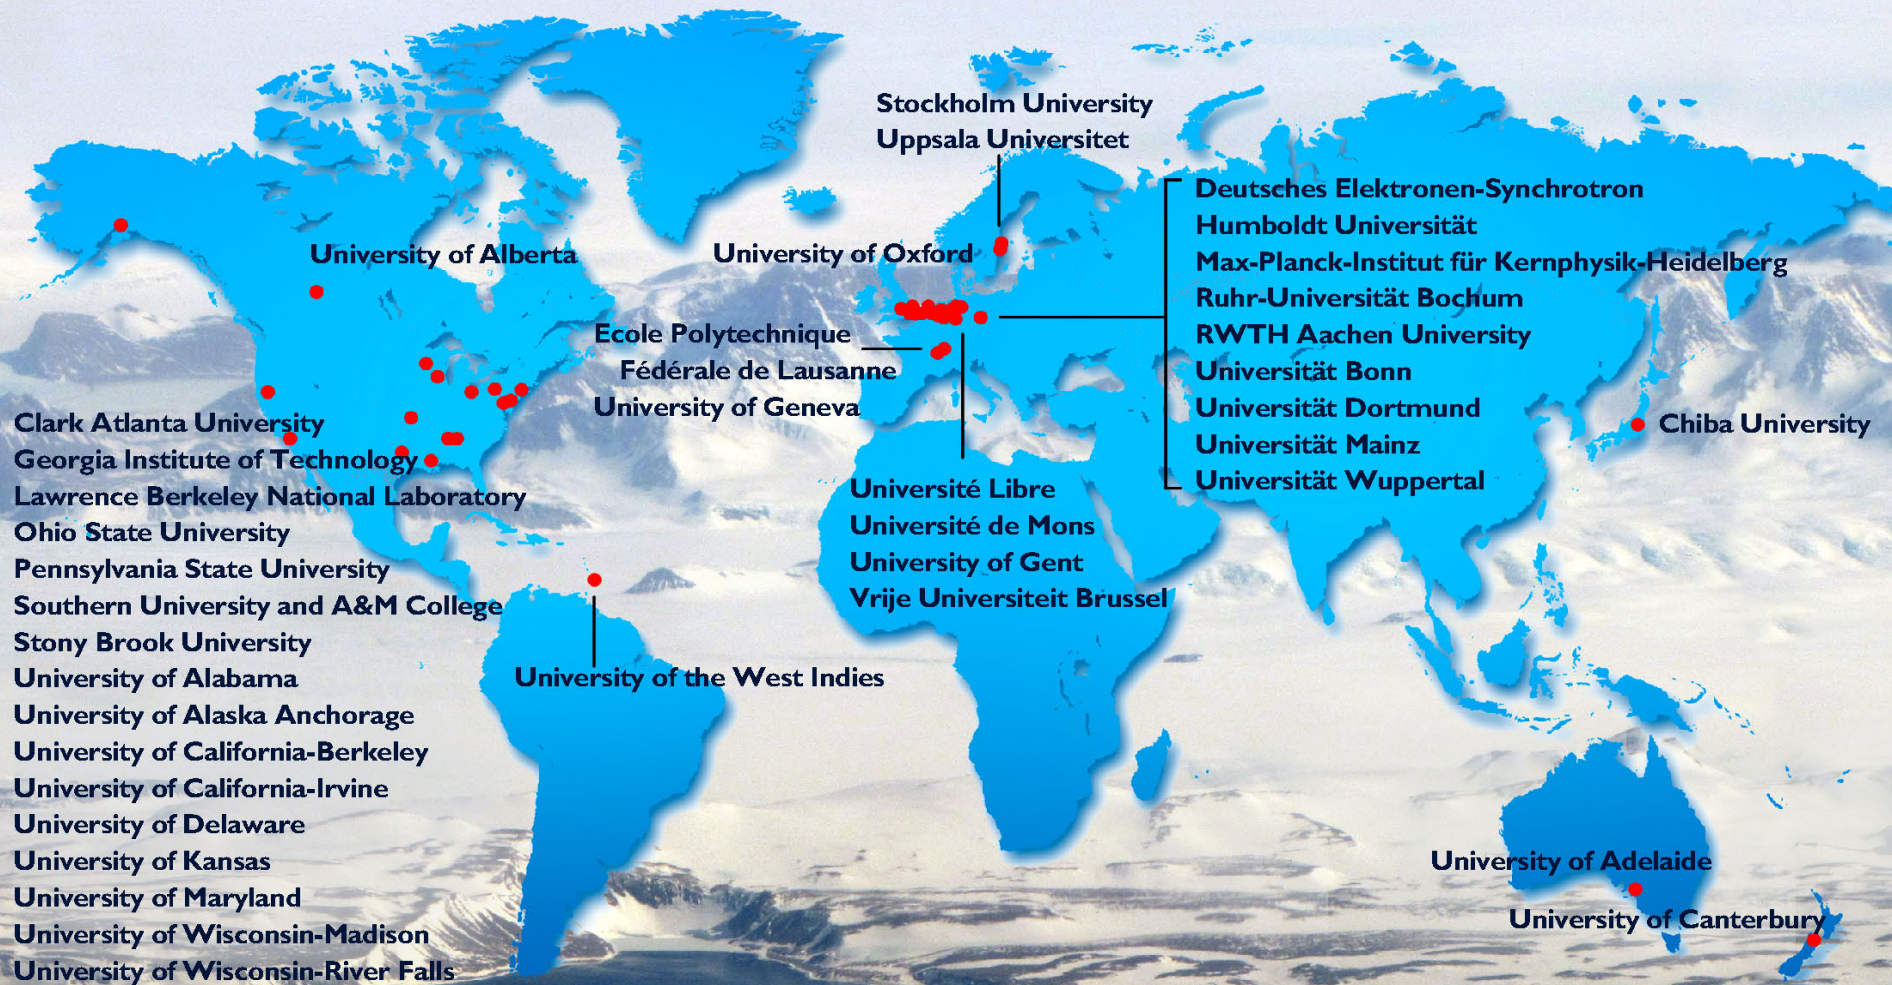 Stockholm University
Uppsala Universitet
Deutsches Elektronen-Synchrotron
Humboldt Universität
Max-Planck-Institut für Kernphysik-Heidelberg
Ruhr-Universität Bochum
RWTH Aachen University
Universität Bonn
Universität Dortmund
Universität Mainz
Universität Wuppertal
University of Alberta
University of Oxford
Ecole Polytechnique
Fédérale de Lausanne
University of Geneva
Chiba University
Clark Atlanta University
Georgia Institute of Technology
Lawrence Berkeley National Laboratory
Ohio State University
Pennsylvania State University
Southern University and A&M College
Stony Brook University
University of Alabama
University of Alaska Anchorage
University of California-Berkeley
University of California-Irvine
University of Delaware
University of Kansas
University of Maryland
University of Wisconsin-Madison
University of Wisconsin-River Falls
Université Libre
Université de Mons
University of Gent
Vrije Universiteit Brussel
University of the West Indies
University of Adelaide
University of Canterbury